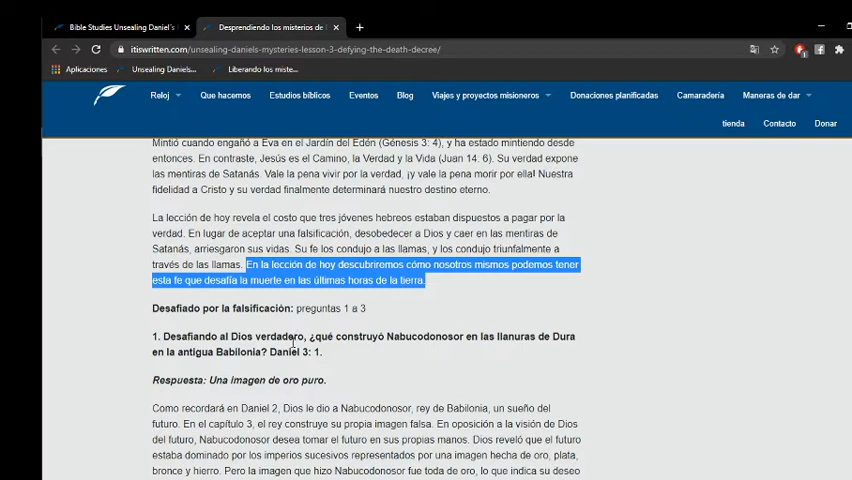 Bible Studies Unsealing Daniel's
Desprendiendo los misterios de
itiswritten.com/unsealing-daniels-mysteries-lesson-3-defying-the-death-decree/
Aplicaciones
Unsealing Daniels...
Liberando los miste...
Reloj
Que hacemos
Estudios bíblicos
Eventos
Blog
Viajes y proyectos misioneros
Donaciones planificadas
Camaradería
Maneras de dar
tienda
Contacto
Donar
Mintió cuando engañó a Eva en el Jardín del Edén (Génesis 3: 4), y ha estado mintiendo desde
entonces. En contraste, Jesús es el Camino, la Verdad y la Vida (Juan 14. 6). Su verdad expone
las mentiras de Satanás. Vale la pena vivir por la verdad, ¡y vale la pena morir por ella! Nuestra
fidelidad a Cristo y su verdad finalmente determinará nuestro destino eterno.
La lección de hoy revela el costo que tres jóvenes hebreos estaban dispuestos a pagar por la
verdad. En lugar de aceptar una falsificación, desobedecer a Dios y caer en las mentiras de
Satanás, arriesgaron sus vidas. Su fe los condujo a las llamas, y los condujo triunfalmente a
través de las llamas. En la lección de hoy descubriremos cómo nosotros mismos podemos tener
esta fe que desafía la muerte en las últimas horas de la tierra.
Desafiado por la falsificación: preguntas 1 a 3
1. Desafiando al Dios verdadero, ¿qué construyó Nabucodonosor en las llanuras de Dura
en la antigua Babilonia? Daniel 3: 1.
Respuesta: Una imagen de oro puro.
Como recordará en Daniel 2, Dios le dio a Nabucodonosor, rey de Babilonia, un sueño del
futuro. En el capítulo 3, el rey construye su propia imagen falsa. En oposición a la visión de Dios
del futuro, Nabucodonosor desea tomar el futuro en sus propias manos. Dios reveló que el futuro
estaba dominado por los imperios sucesivos representados por una imagen hecha de oro, plata,
bronce y hierro. Pero la imagen que hizo Nabucodonosor fue toda de oro, lo que indica su deseo